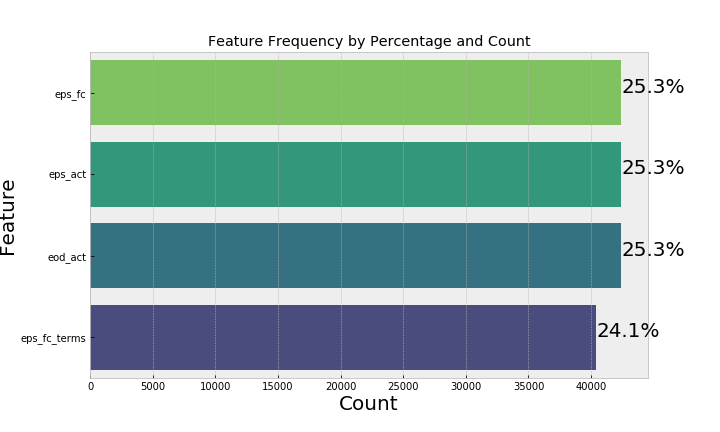 Feature Frequency by Percentage and Count
eps_fc
25.3%
eps_act
25.3%
eod_act
25.3%
eps_fc_terms
24.1%
Feature
0 5000 10000 15000 20000 25000 30000 35000 40000
Count